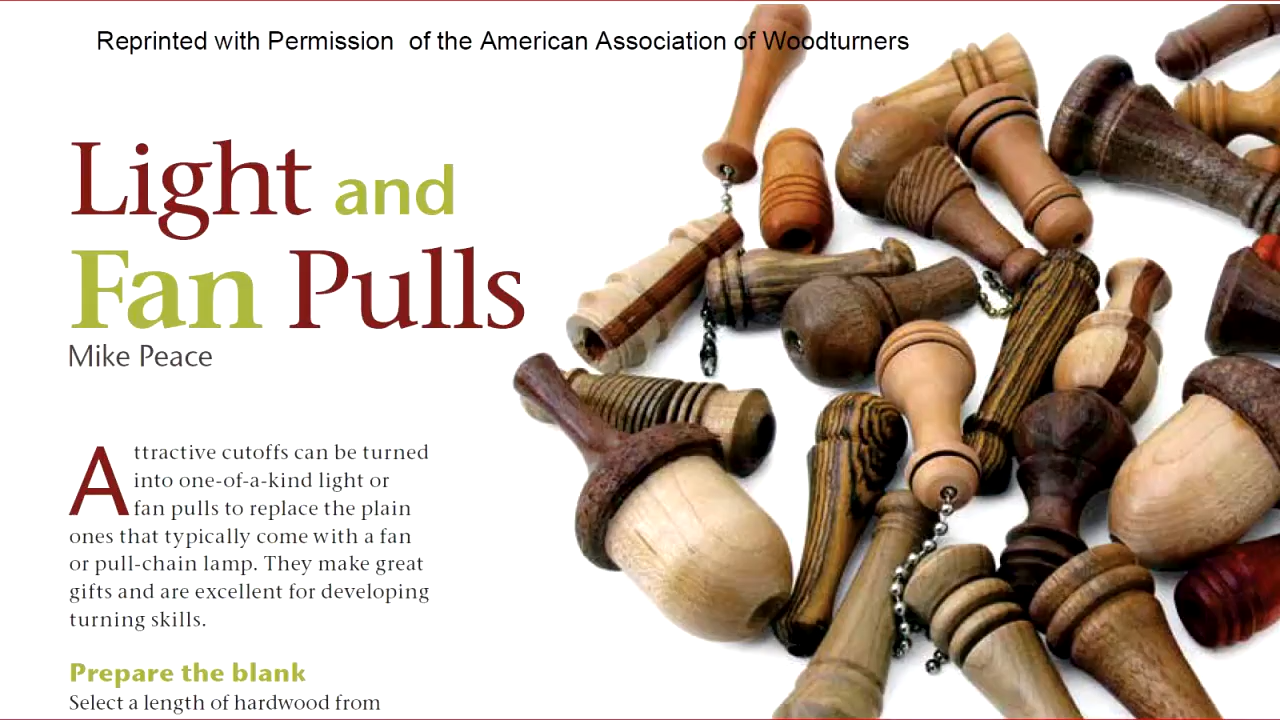 Reprinted with Permission of the American Association of Woodturners
Light and
Fan Pulls
Mike Peace
Attractive cutoffs can be turned
into one-of-a-kind light or
fan pulls to replace the plain
ones that typically come with a fan
or pull-chain lamp. They make great
gifts and are excellent for developing
turning skills.
Prepare the blank
Select a length of hardwood from